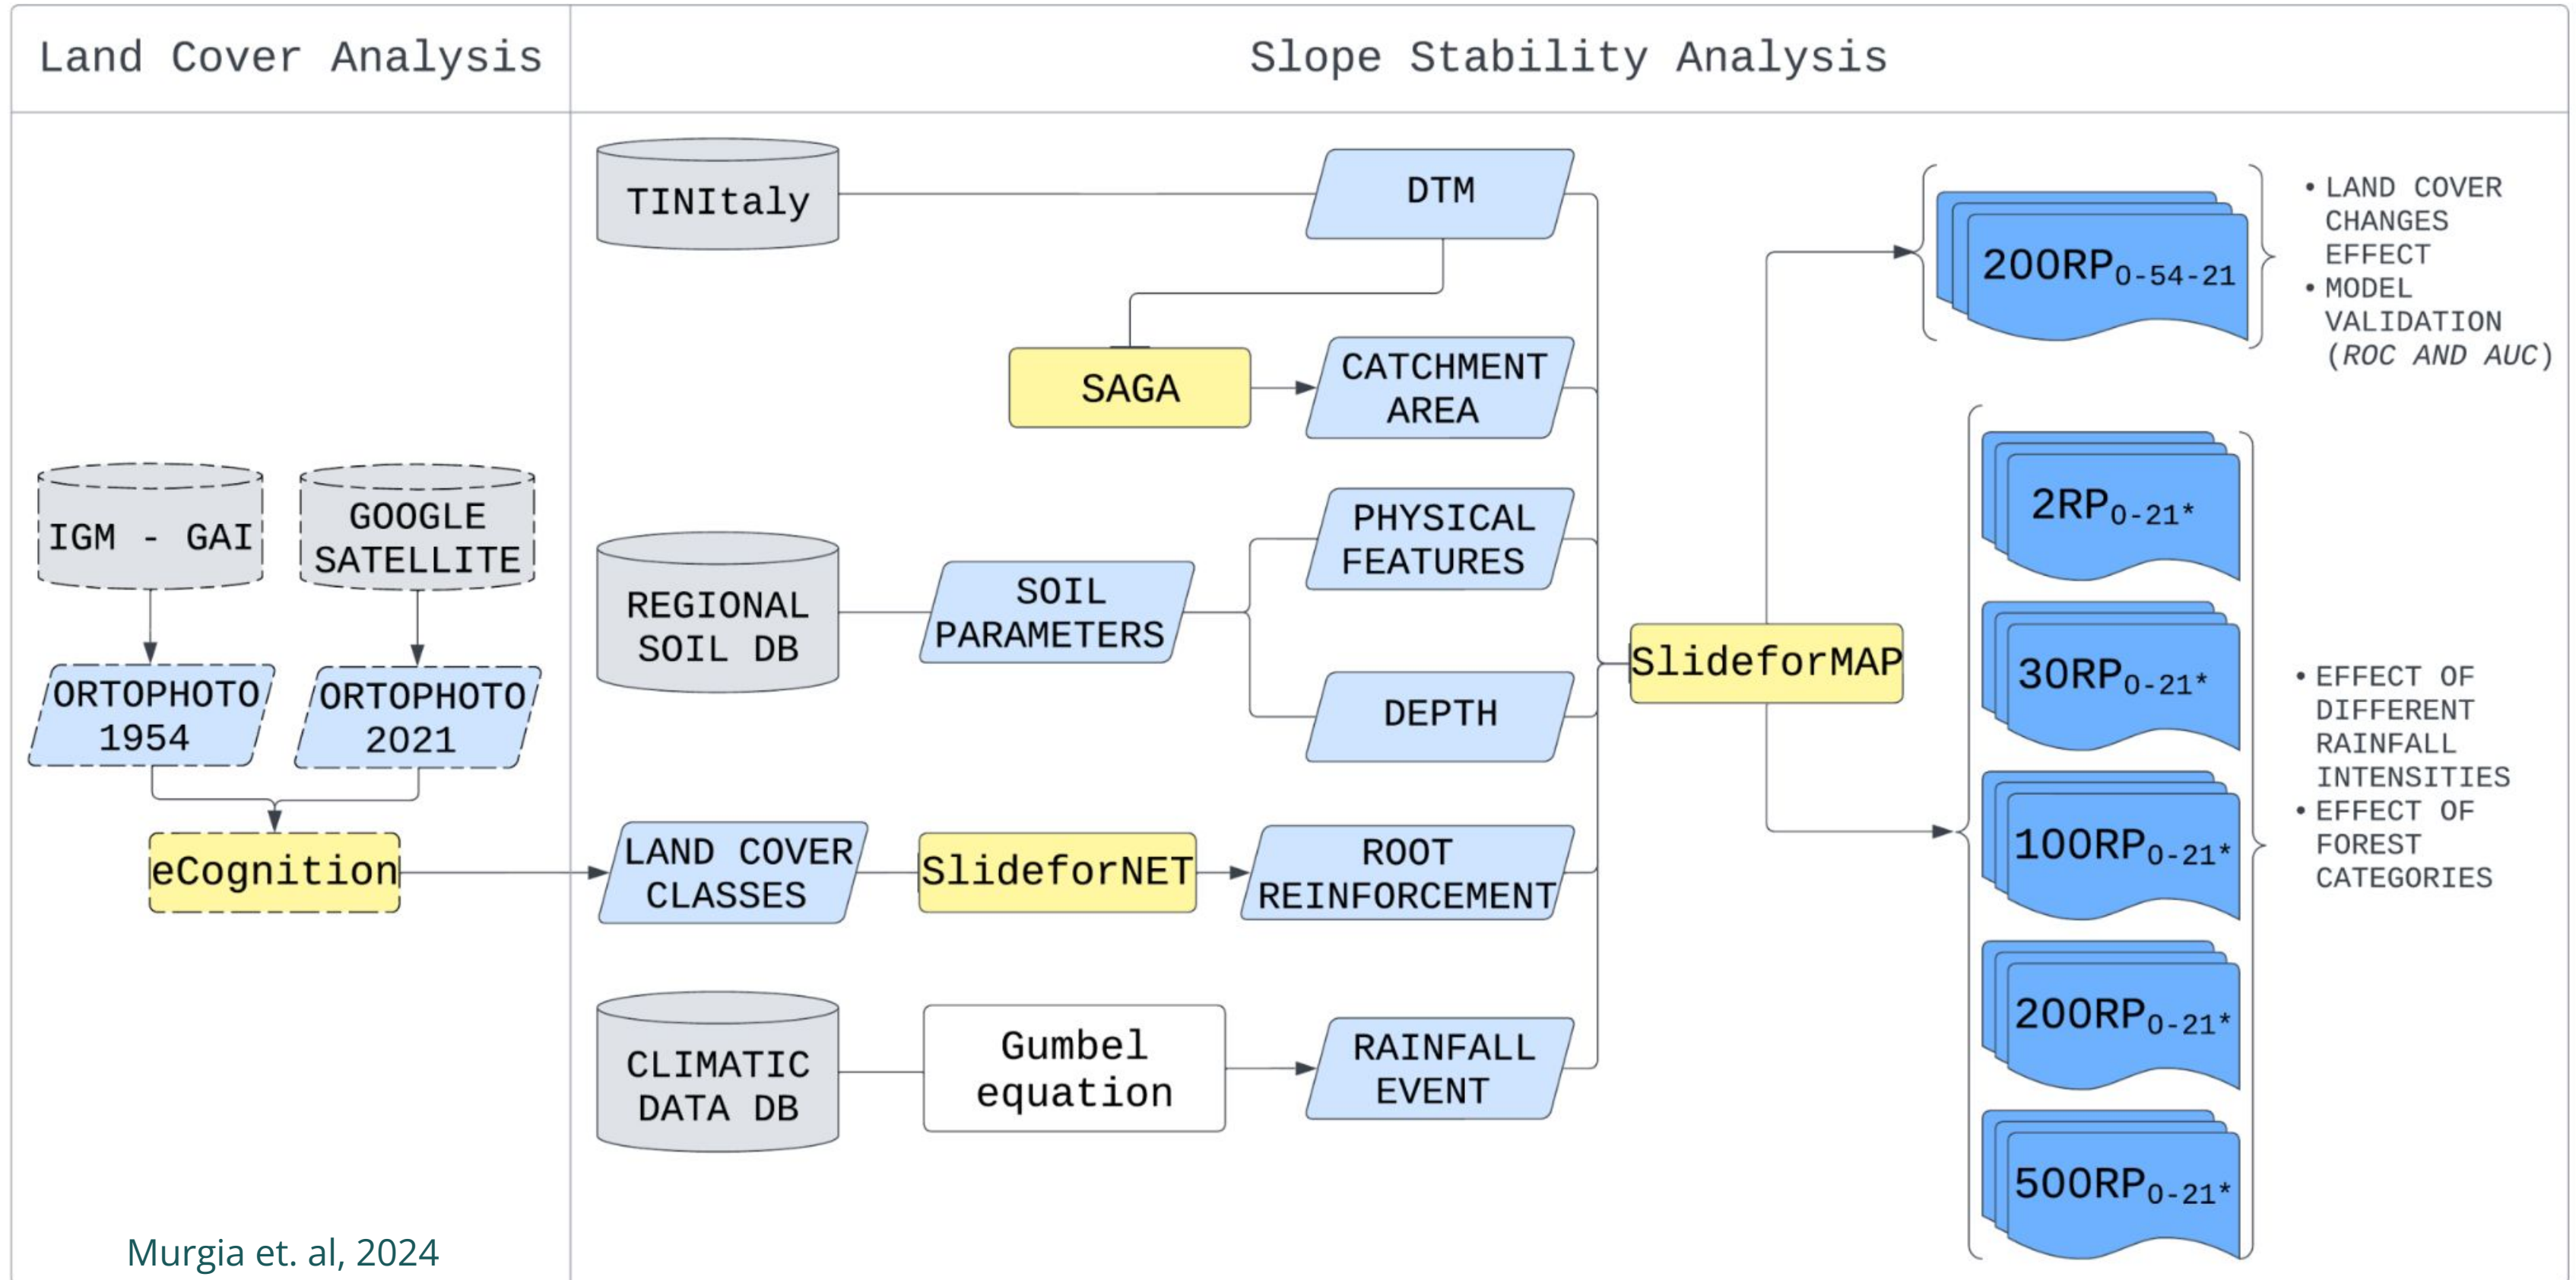 Land Cover Analysis
Slope Stability Analysis
IGM - GAI
GOOGLE
SATELLITE
ORTOPHOTO
1954
ORTOPHOTO
2021
eCognition
Murgia et. al, 2024
TINItaly
DTM
SAGA
CATCHMENT
AREA
REGIONAL
SOIL DB
SOIL
PARAMETERS
PHYSICAL
FEATURES
DEPTH
LAND COVER
CLASSES
SlideforNET
ROOT
REINFORCEMENT
CLIMATIC
DATA DB
Gumbel
equation
RAINFALL
EVENT
SlideforMAP
200RP0-54-21
• LAND COVER
CHANGES
EFFECT
• MODEL
VALIDATION
(ROC AND AUC)
2RP0-21*
30RP0-21*
100RP0-21*
200RP0-21*
500RP0-21*
• EFFECT OF
DIFFERENT
RAINFALL
INTENSITIES
• EFFECT OF
FOREST
CATEGORIES